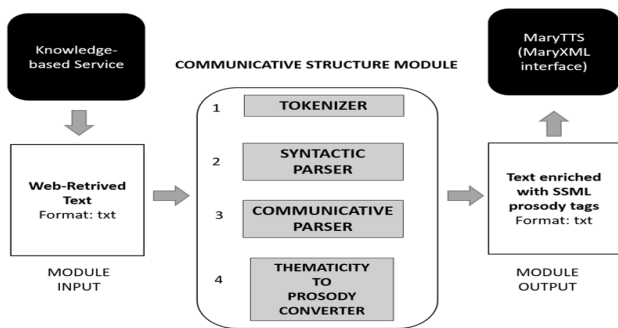 Knowledge-
based Service
Web-Retrived
Text
Format: txt
MODULE
INPUT
COMMUNICATIVE STRUCTURE MODULE
1 TOKENIZER
2 SYNTACTIC
PARSER
3 COMMUNICATIVE
PARSER
4 THEMATICITY
TO
PROSODY
CONVERTER
MaryTTS
(MaryXML
interface)
Text enriched
with SSML
prosody tags
Format: txt
MODULE
OUTPUT